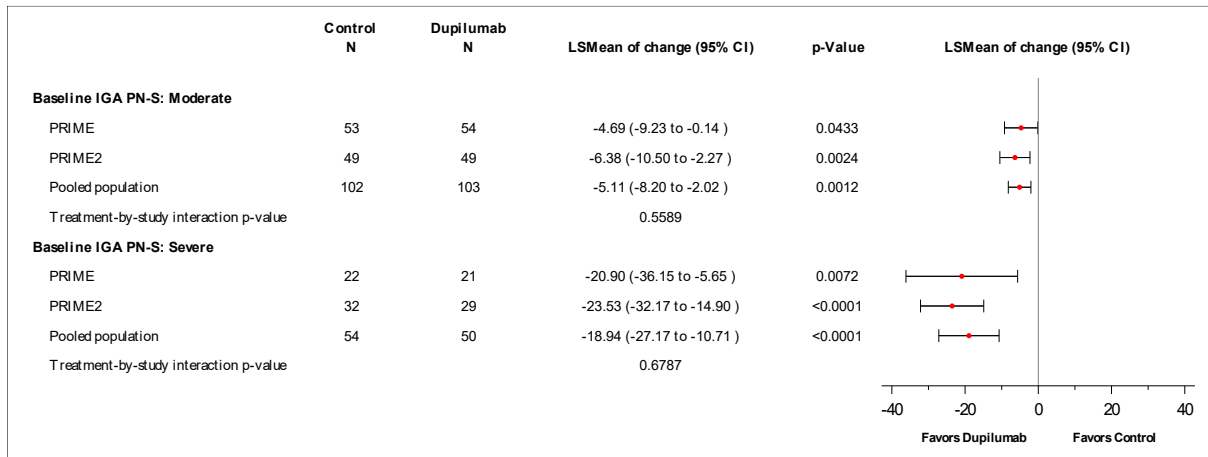 Control Dupilumab
N N LSMean of change (95% CI) p-Value LSMean of change (95% CI)
Baseline IGA PN-S: Moderate
PRIME 53 54 -4.69 (-9.23 to -0.14 ) 0.0433
PRIME2 49 49 -6.38 (-10.50 to -2.27 ) 0.0024
Pooled population 102 103 -5.11 (-8.20 to -2.02 ) 0.0012
Treatment-by-study interaction p-value 0.5589
Baseline IGA PN-S: Severe
PRIME 22 21 -20.90 (-36.15 to -5.65 ) 0.0072
PRIME2 32 29 -23.53 (-32.17 to -14.90 ) <0.0001
Pooled population 54 50 -18.94 (-27.17 to -10.71 ) <0.0001
Treatment-by-study interaction p-value 0.6787
-40 -20 0 20 40
Favors Dupilumab Favors Control